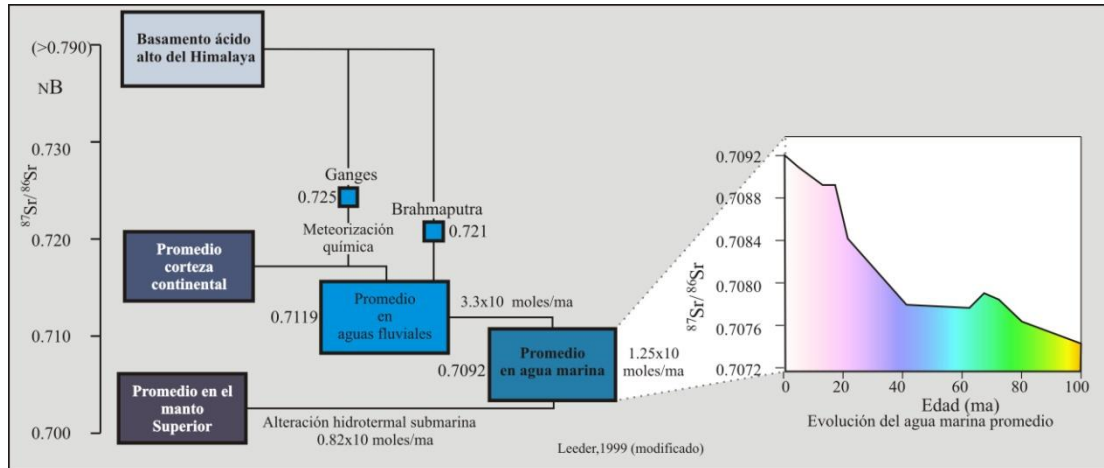 (>0.790)
NB
0.730
0.720
0.710
0.700
⁸⁷Sr/⁸⁶Sr
Basamento ácido
alto del Himalaya
Ganges
0.725
Meteorización
química
Brahmaputra
0.721
Promedio
corteza
continental
Promedio
en
aguas fluviales
0.7119
3.3x10 moles/ma
Promedio
en agua marina
0.7092
1.25x10
moles/ma
Promedio en el
manto
Superior
Alteración hidrotermal submarina
0.82x10 moles/ma
Leeder,1999 (modificado)
0.7092
0.7088
0.7084
0.7080
0.7076
0.7072
⁸⁷Sr/⁸⁶Sr
0 20 40 60 80 100
Edad (ma)
Evolución del agua marina promedio